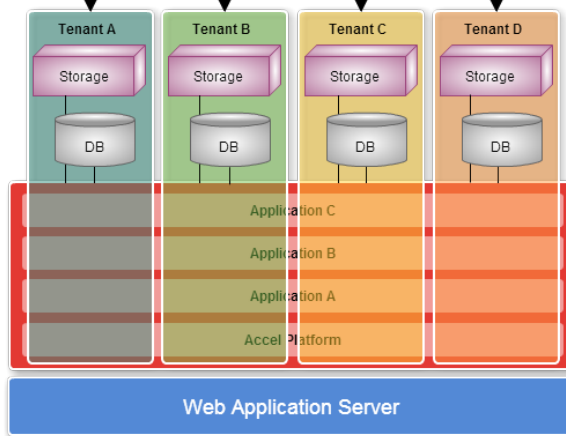 Tenant A
Tenant B
Tenant C
Tenant D
Storage
Storage
Storage
Storage
DB
DB
DB
DB
Application C
Application B
Application A
Accel Platform
Web Application Server